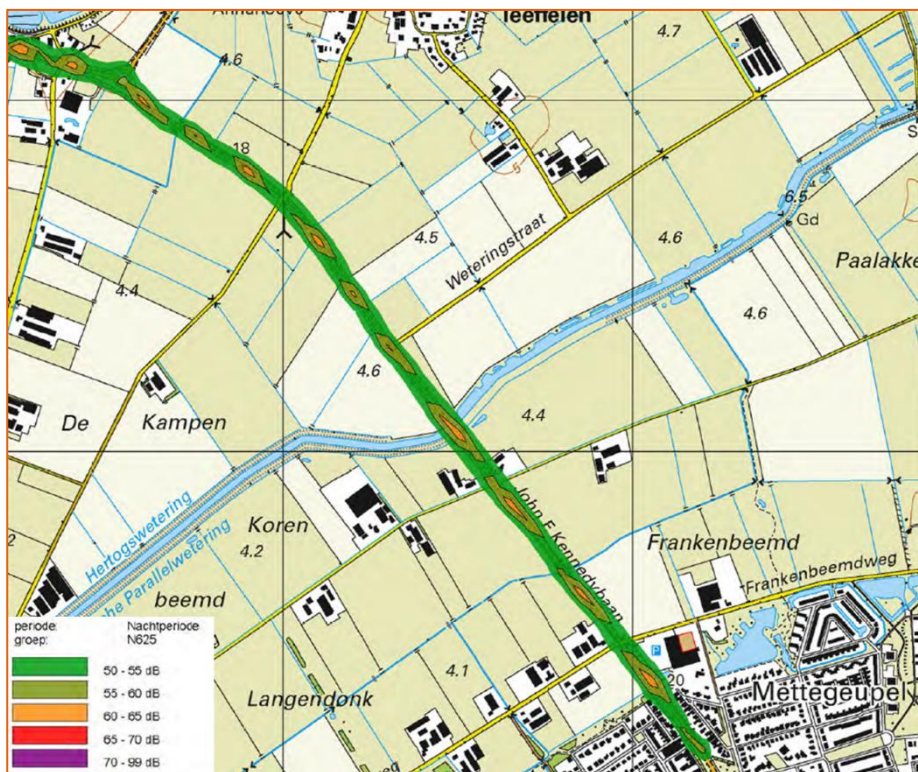 Teeffelen
4.7
4.6
18
5
6.5
Gd
4.5
Weteringstraat
4.6
Paalakke
4.4
4.6
4.6
4.4
De Kampen
Hertogswetering
Koren
4.2
beemd
John F Kennedybaan
Frankenbeemd
Frankenbeemdweg
P
4.1
Langendonk
20
Mettegeupel
periode: Nachtperiode
groep: N625
50 - 55 dB
55 - 60 dB
60 - 65 dB
65 - 70 dB
70 - 99 dB